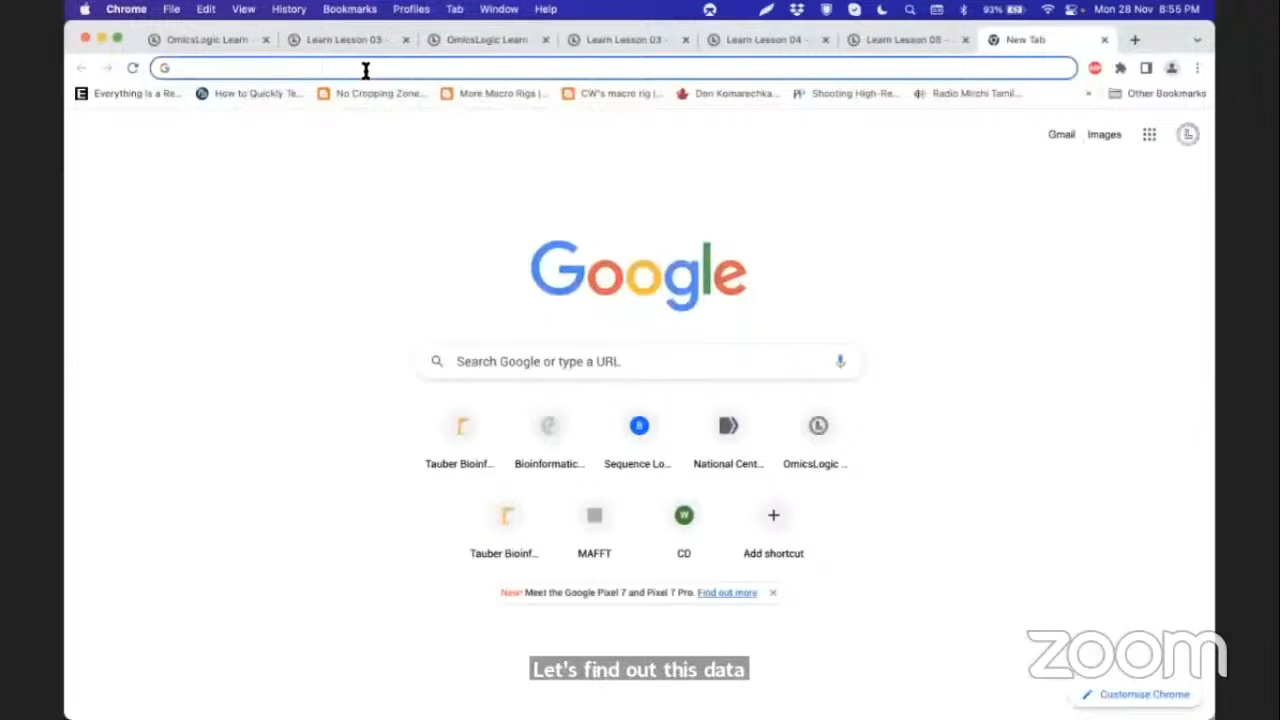 Chrome File Edit View History Bookmarks Profiles Tab Window Help 93% Mon 28 Nov 8:55 PM
OmicsLogic Learn Learn Lesson 03 - OmicsLogic Learn Learn Lesson 03 - Learn Lesson 04 - Learn Lesson 05 - New Tab
Everything Is a Re... How to Quickly Te... No Cropping Zone... More Macro Rigs |... CW's macro rig |... Don Komarechka... Shooting High-Re... Radio Mirchi Tamil... » Other Bookmarks
Gmail Images
Google
Search Google or type a URL
Tauber Bioinf... Bioinformatic... Sequence Lo... National Cent... OmicsLogic ...
Tauber Bioinf... MAFFT CD Add shortcut
New! Meet the Google Pixel 7 and Pixel 7 Pro. Find out more
Let's find out this data
zoom
Customise Chrome